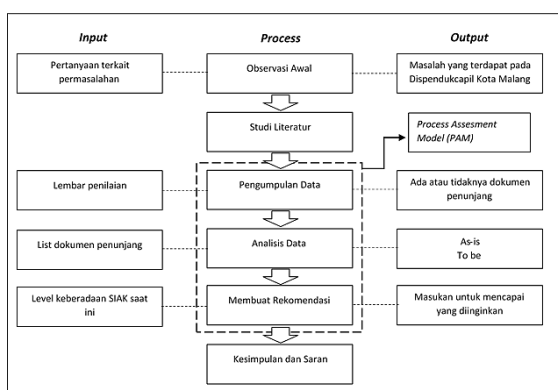 Input
Process
Output
Pertanyaan terkait
permasalahan
Observasi Awal
Masalah yang terdapat pada
Dispendukcapil Kota Malang
Studi Literatur
Process Assesment
Model (PAM)
Lembar penilaian
Pengumpulan Data
Ada atau tidaknya dokumen
penunjang
List dokumen penunjang
Analisis Data
As-is
To be
Level keberadaan SIAK saat
ini
Membuat Rekomendasi
Masukan untuk mencapai
yang diinginkan
Kesimpulan dan Saran